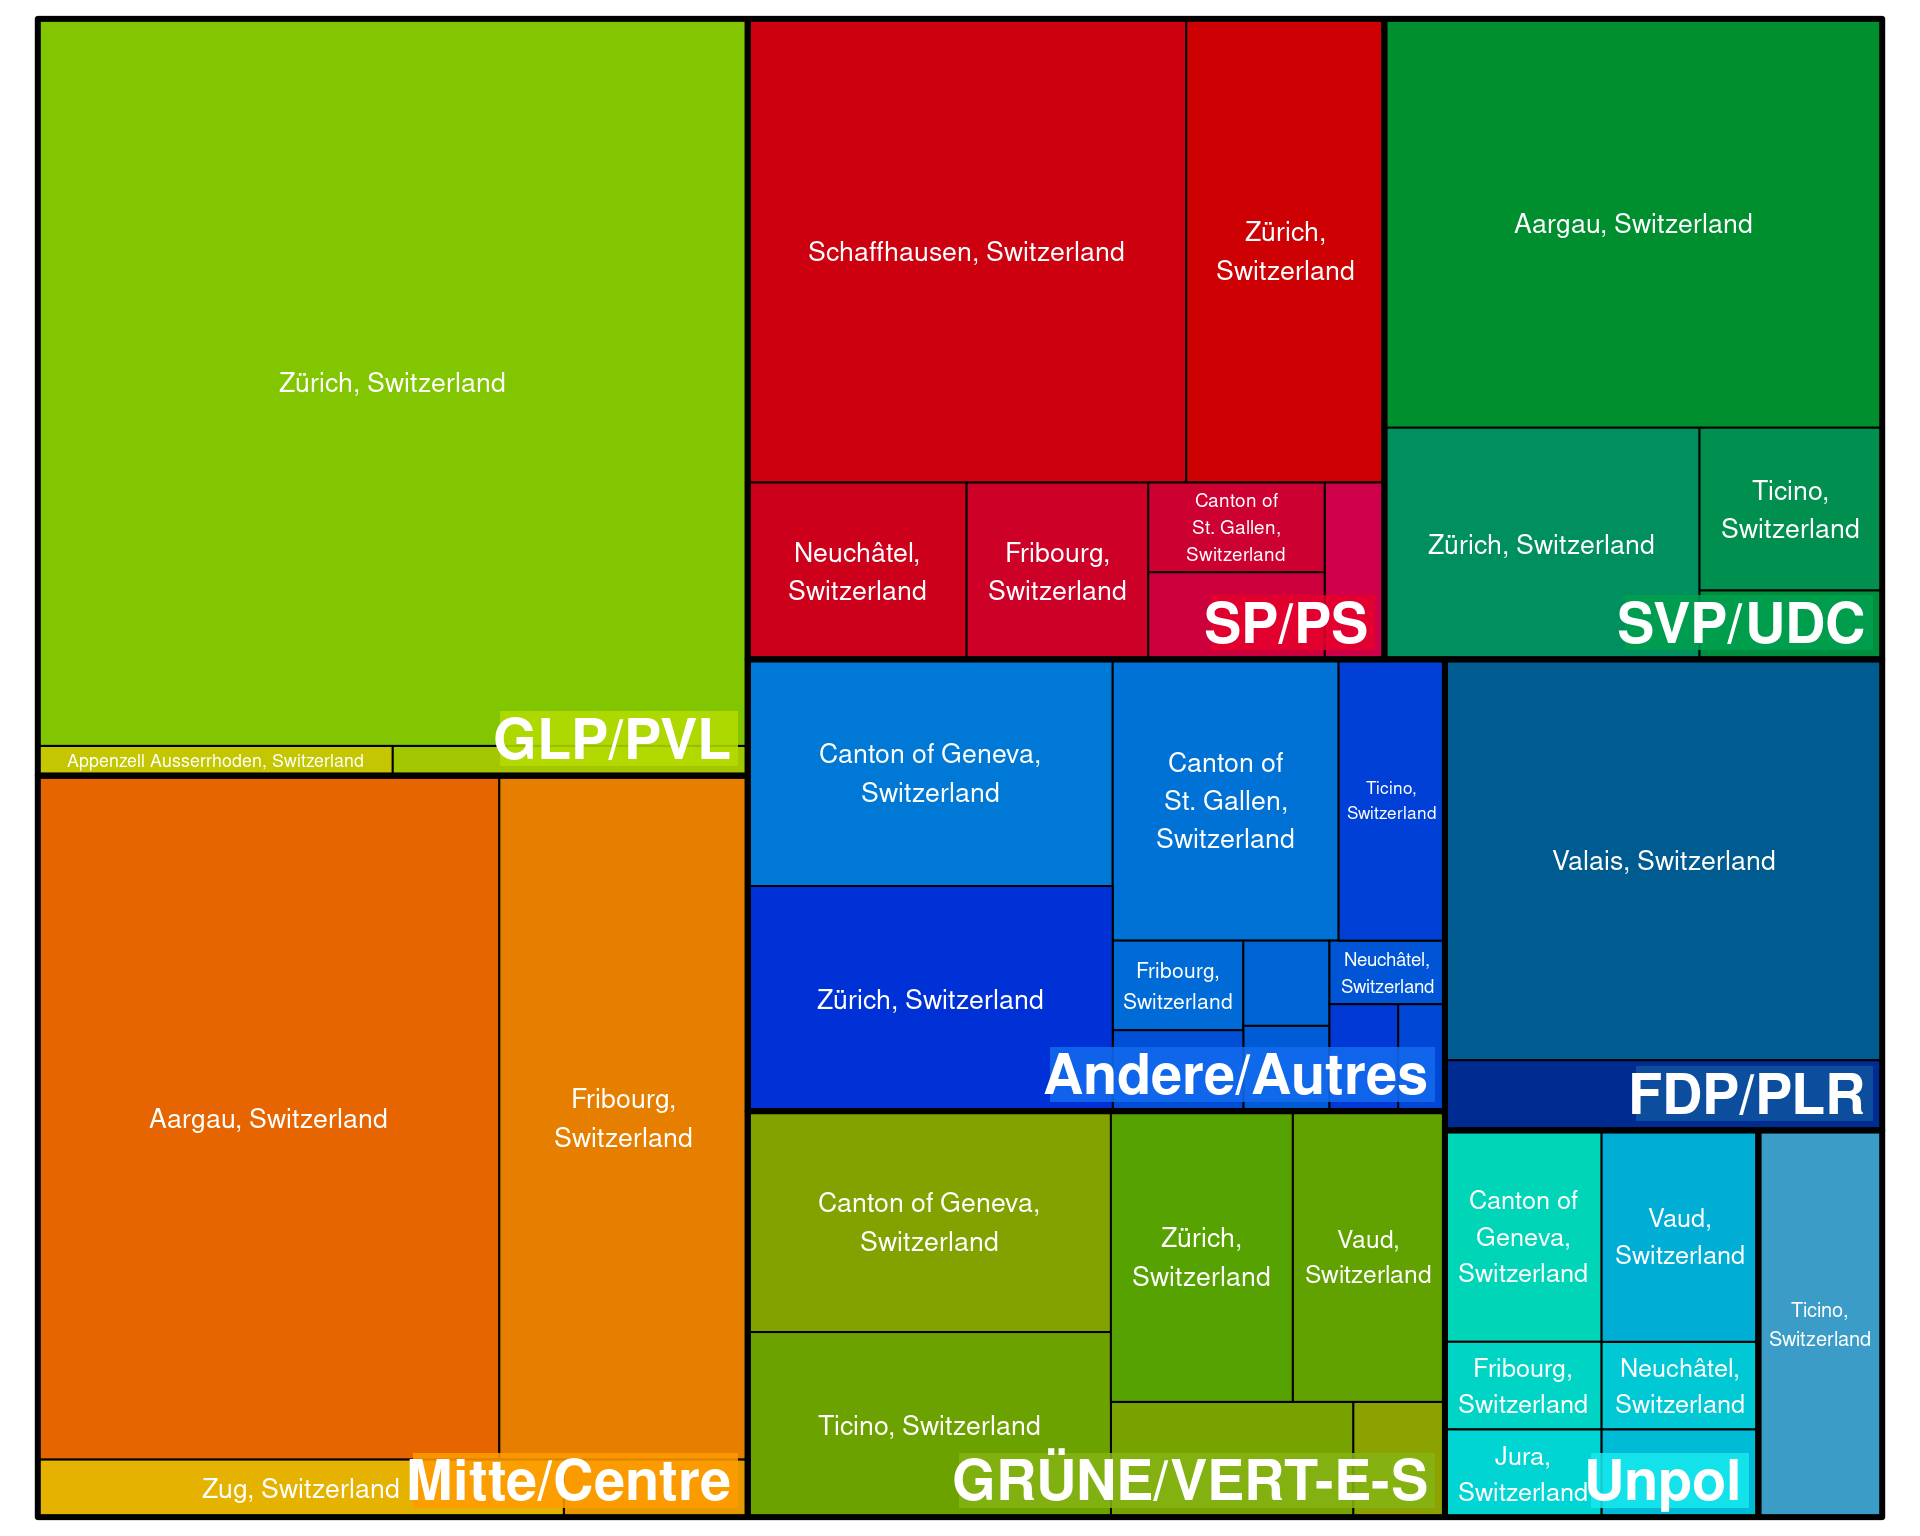 Zürich, Switzerland
Appenzell Ausserrhoden, Switzerland
GLP/PVL
Aargau, Switzerland
Fribourg,
Switzerland
Zug, Switzerland
Mitte/Centre
Schaffhausen, Switzerland
Zürich,
Switzerland
Neuchâtel,
Switzerland
Fribourg,
Switzerland
Canton of
St. Gallen,
Switzerland
SP/PS
Aargau, Switzerland
Zürich, Switzerland
Ticino,
Switzerland
SVP/UDC
Canton of Geneva,
Switzerland
Zürich, Switzerland
Canton of
St. Gallen,
Switzerland
Ticino,
Switzerland
Fribourg,
Switzerland
Neuchâtel,
Switzerland
Andere/Autres
Valais, Switzerland
FDP/PLR
Canton of Geneva,
Switzerland
Ticino, Switzerland
Zürich,
Switzerland
Vaud,
Switzerland
GRÜNE/VERT-E-S
Canton of
Geneva,
Switzerland
Vaud,
Switzerland
Fribourg,
Switzerland
Neuchâtel,
Switzerland
Jura,
Switzerland
Unpol
Ticino,
Switzerland